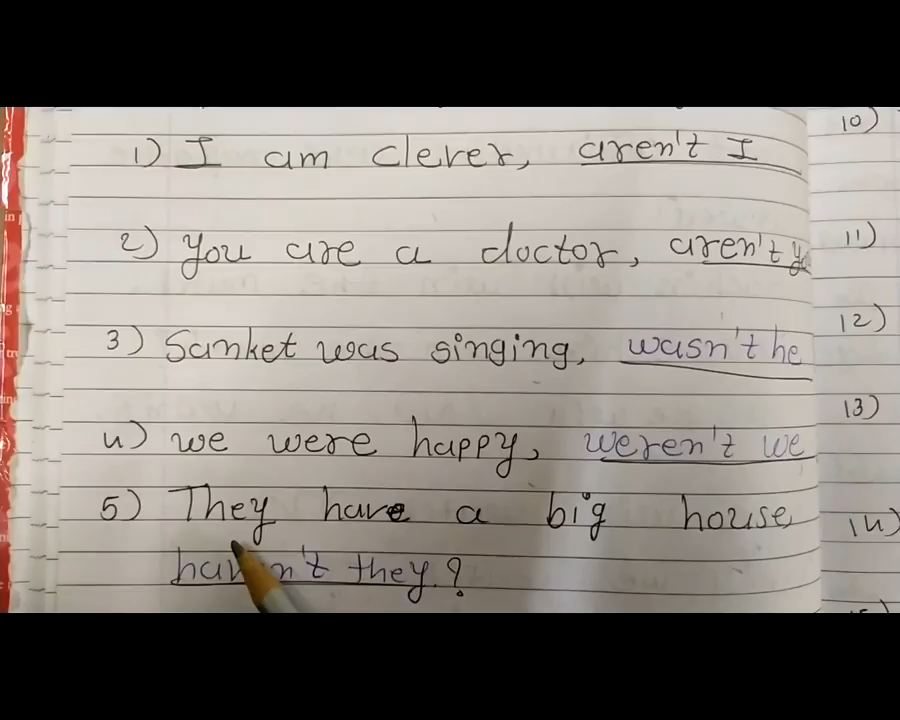 1) I am clever, aren't I
2) You are a doctor, aren't
3) Sanket was singing, wasn't he
4) we were happy, weren't we
5) They have a big house,
haven't they ?
10)
11)
12)
13)
14)